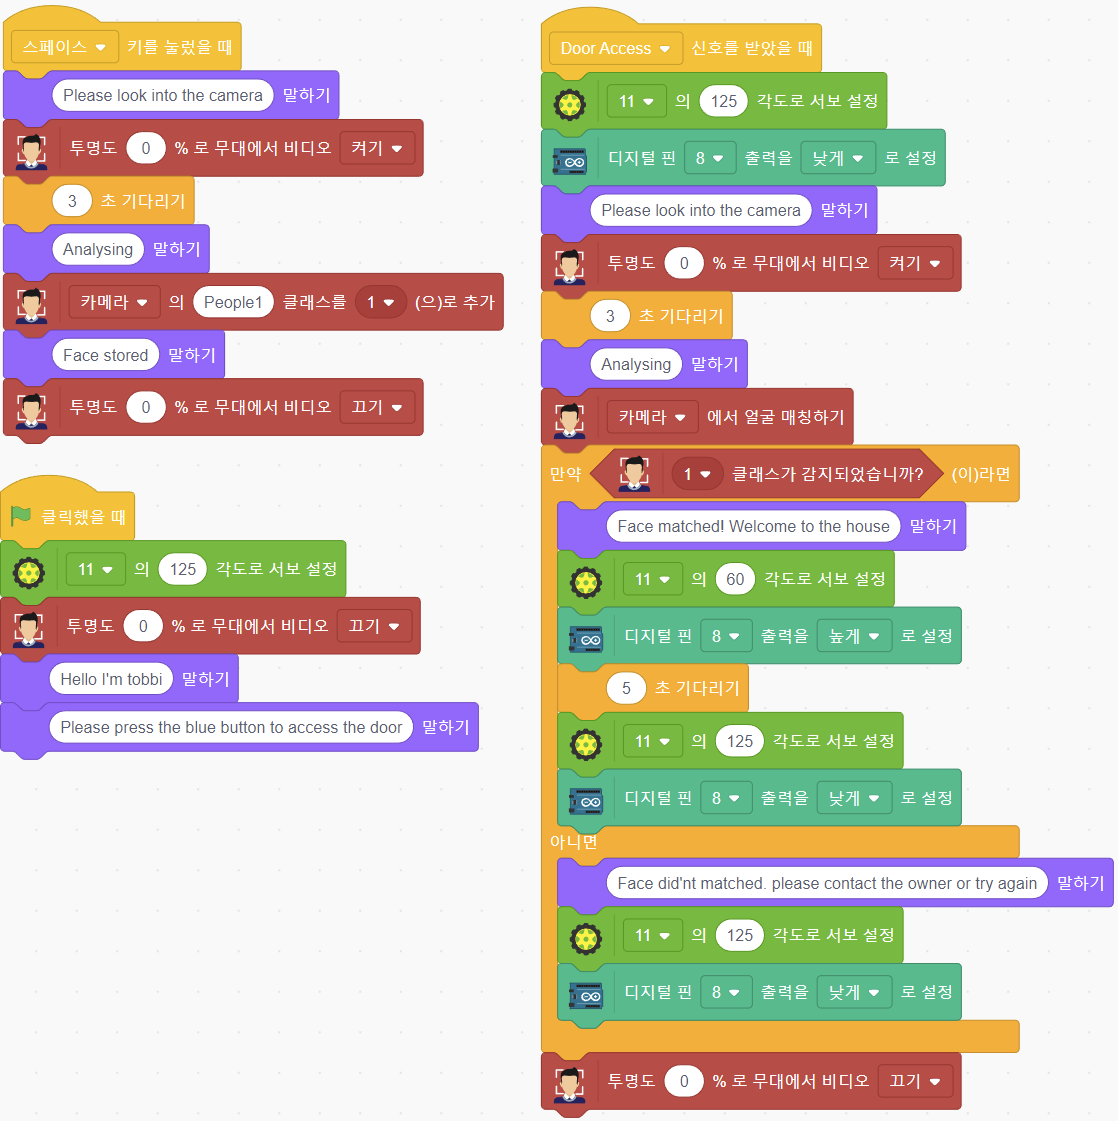 스페이스 키를 눌렀을 때
Please look into the camera 말하기
투명도 0 % 로 무대에서 비디오 켜기
3 초 기다리기
Analysing 말하기
카메라 의 People1 클래스를 1 (으)로 추가
Face stored 말하기
투명도 0 % 로 무대에서 비디오 끄기
클릭했을 때
11 의 125 각도로 서보 설정
투명도 0 % 로 무대에서 비디오 끄기
Hello I'm tobbi 말하기
Please press the blue button to access the door 말하기
Door Access 신호를 받았을 때
11 의 125 각도로 서보 설정
디지털 핀 8 출력을 낮게 로 설정
Please look into the camera 말하기
투명도 0 % 로 무대에서 비디오 켜기
3 초 기다리기
Analysing 말하기
카메라 에서 얼굴 매칭하기
만약 1 클래스가 감지되었습니까? (이)라면
Face matched! Welcome to the house 말하기
11 의 60 각도로 서보 설정
디지털 핀 8 출력을 높게 로 설정
5 초 기다리기
11 의 125 각도로 서보 설정
디지털 핀 8 출력을 낮게 로 설정
아니면
Face did'nt matched. please contact the owner or try again 말하기
11 의 125 각도로 서보 설정
디지털 핀 8 출력을 낮게 로 설정
투명도 0 % 로 무대에서 비디오 끄기